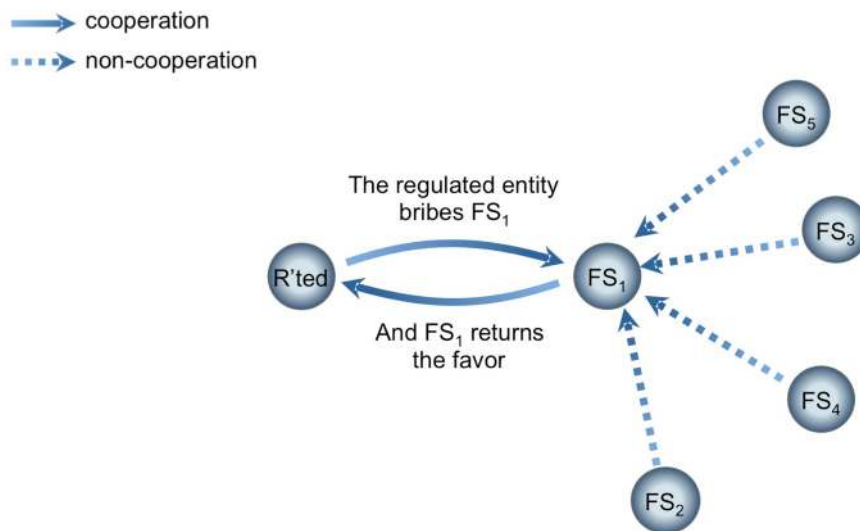 cooperation
non-cooperation
FS₅
The regulated entity
bribes FS₁
FS₃
R'ted
FS₁
And FS₁ returns
the favor
FS₄
FS₂